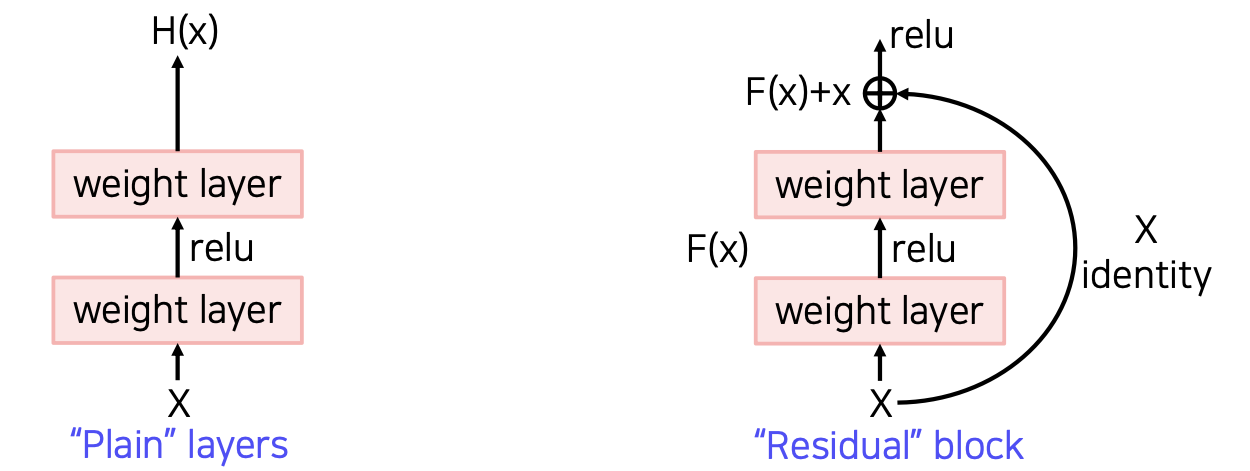 H(x)
weight layer
relu
weight layer
X
“Plain” layers
relu
F(x)+x
weight layer
F(x)
relu
X
identity
weight layer
X
“Residual” block